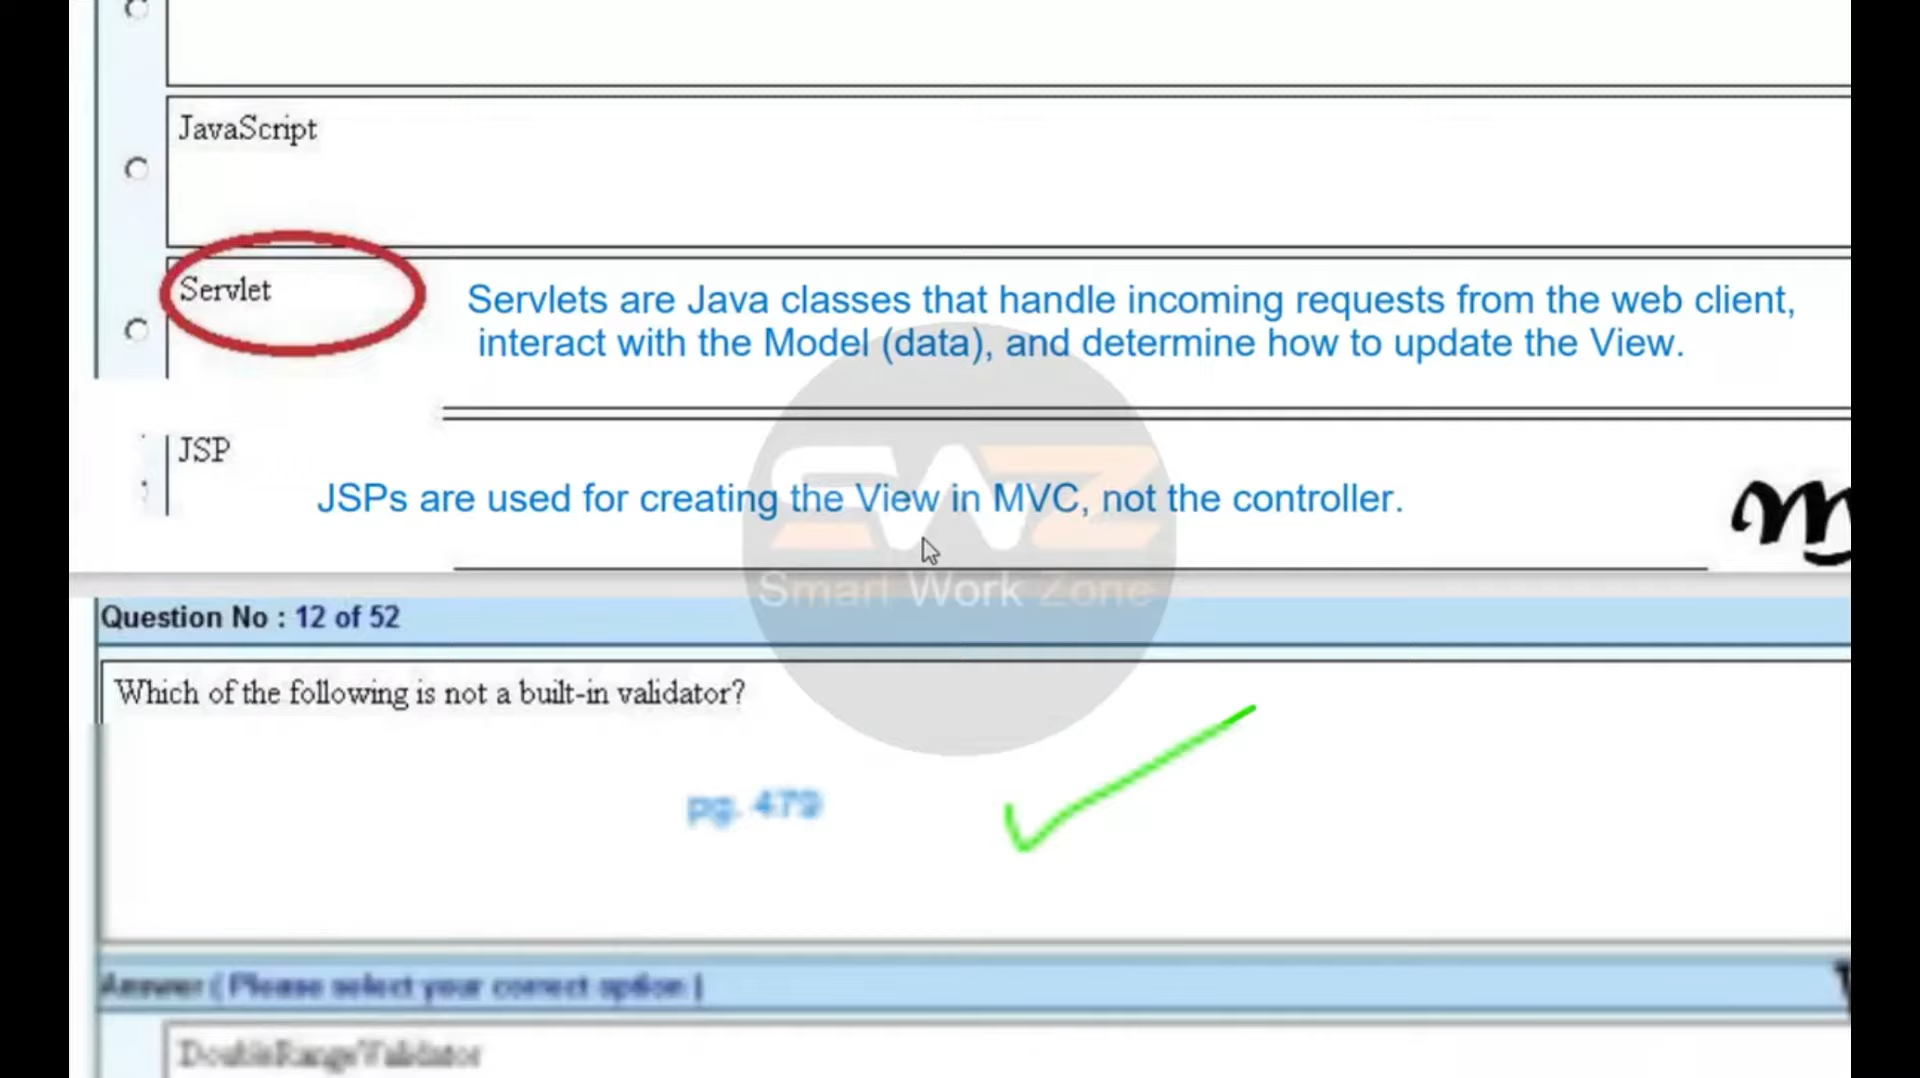 JavaScript
Servlet
Servlets are Java classes that handle incoming requests from the web client,
interact with the Model (data), and determine how to update the View.
JSP
JSPs are used for creating the View in MVC, not the controller.
Smart Work Zone
Question No : 12 of 52
Which of the following is not a built-in validator?
pg. 479
Answer ( Please select your correct option )
DoubleRangeValidator